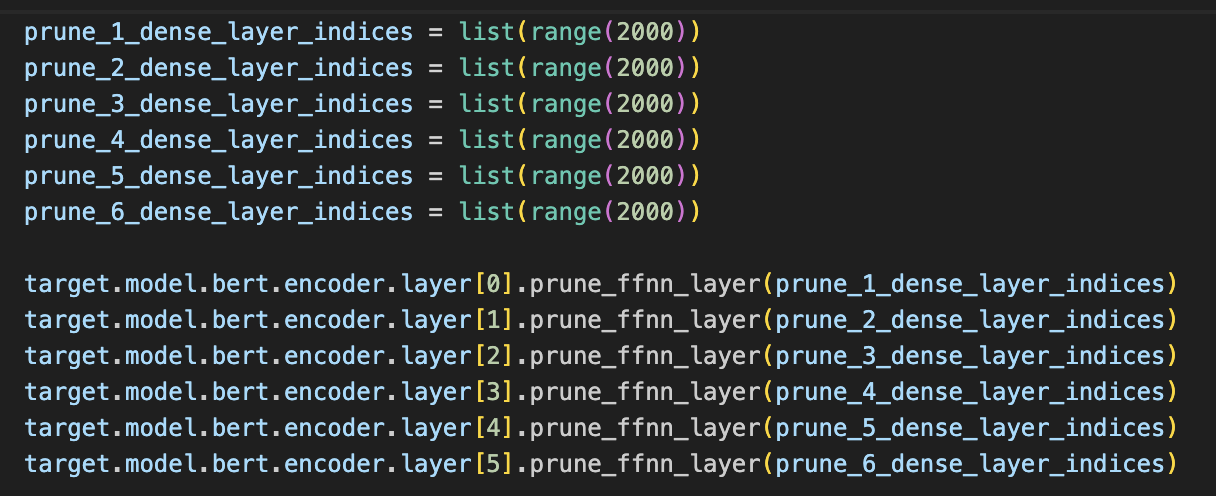 prune_1_dense_layer_indices = list(range(2000))
prune_2_dense_layer_indices = list(range(2000))
prune_3_dense_layer_indices = list(range(2000))
prune_4_dense_layer_indices = list(range(2000))
prune_5_dense_layer_indices = list(range(2000))
prune_6_dense_layer_indices = list(range(2000))
target.model.bert.encoder.layer[0].prune_ffnn_layer(prune_1_dense_layer_indices)
target.model.bert.encoder.layer[1].prune_ffnn_layer(prune_2_dense_layer_indices)
target.model.bert.encoder.layer[2].prune_ffnn_layer(prune_3_dense_layer_indices)
target.model.bert.encoder.layer[3].prune_ffnn_layer(prune_4_dense_layer_indices)
target.model.bert.encoder.layer[4].prune_ffnn_layer(prune_5_dense_layer_indices)
target.model.bert.encoder.layer[5].prune_ffnn_layer(prune_6_dense_layer_indices)